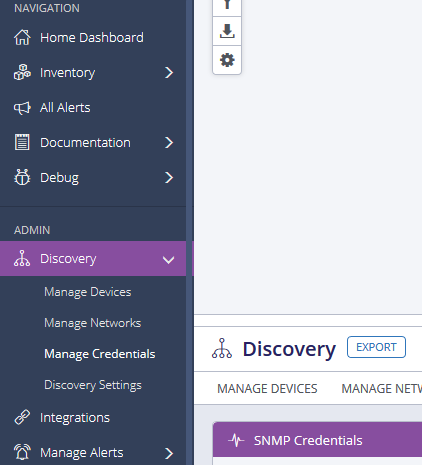 NAVIGATION
Home Dashboard
Inventory
All Alerts
Documentation
Debug
ADMIN
Discovery
Manage Devices
Manage Networks
Manage Credentials
Discovery Settings
Integrations
Manage Alerts
Discovery EXPORT
MANAGE DEVICES MANAGE NETW
SNMP Credentials